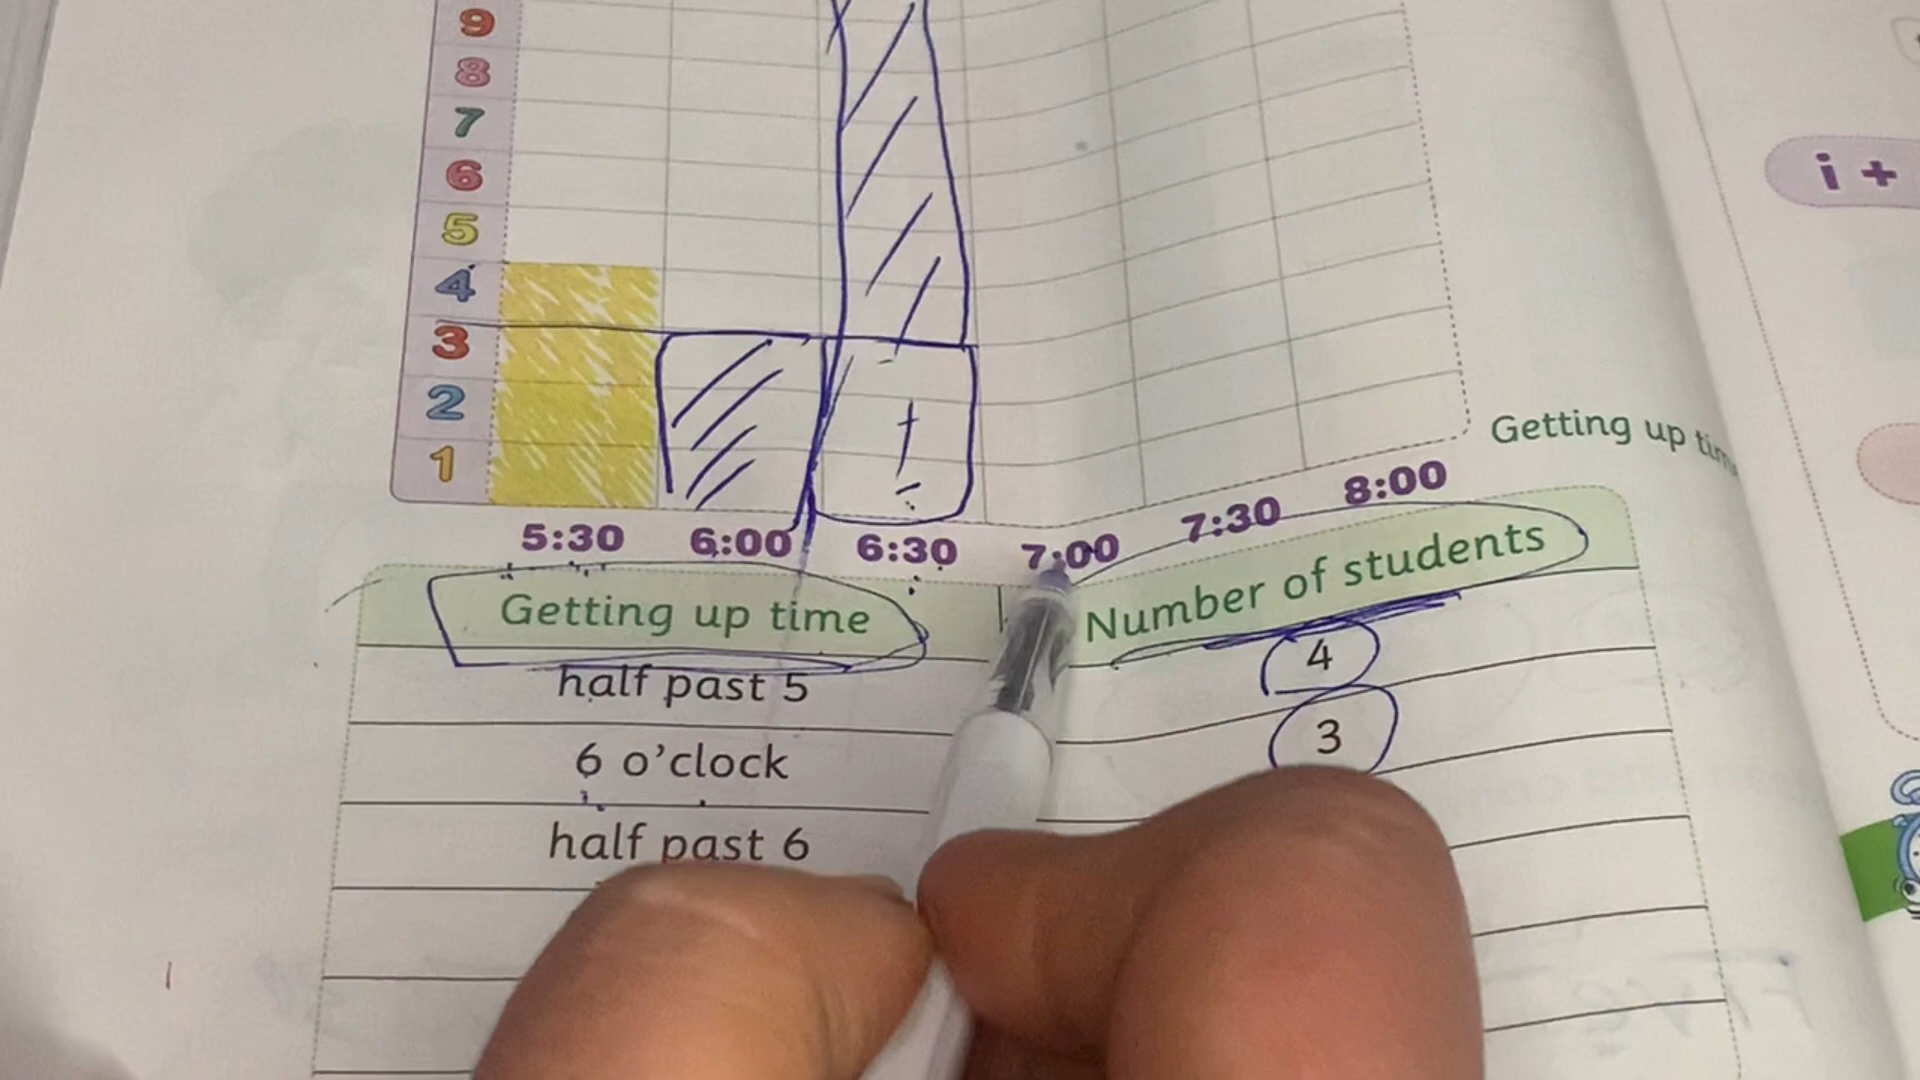 9
8
7
6
5
4
3
2
1
i +
Getting up
5:30 6:00 6:30 7:00 7:30 8:00
Getting up time Number of students
half past 5 4
6 o'clock 3
half past 6